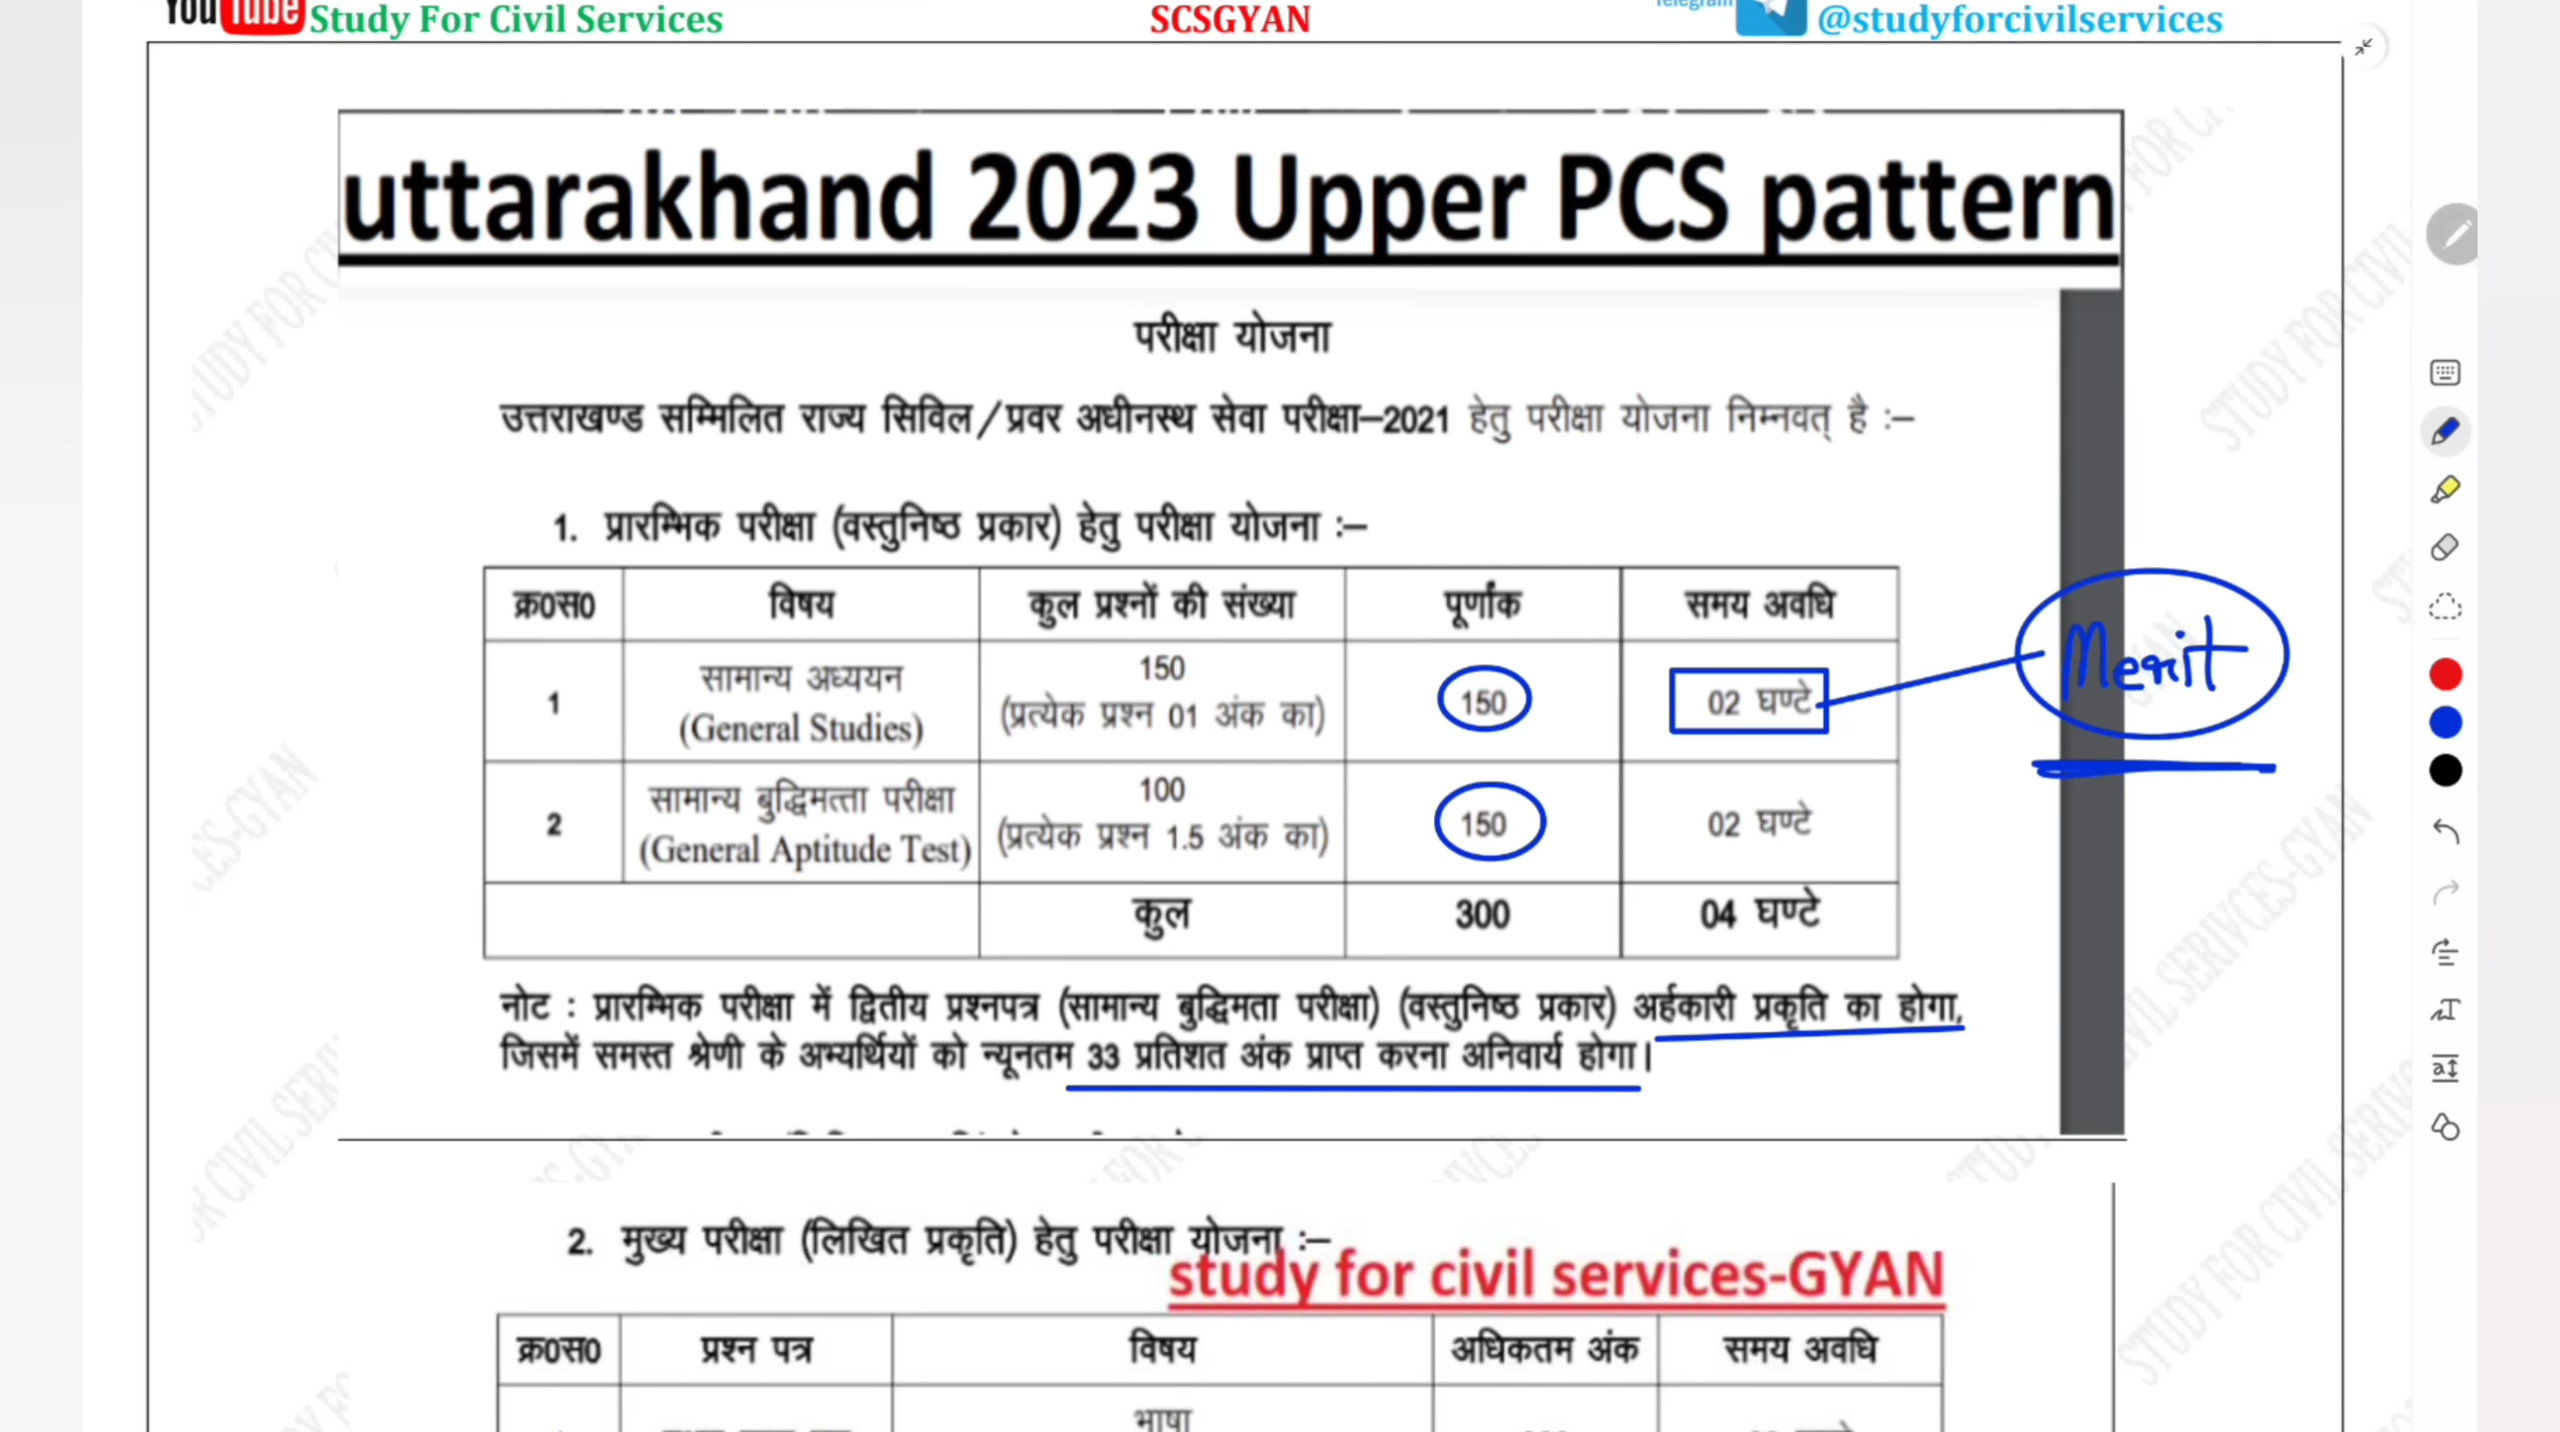 YouTube Study For Civil Services SCSGYAN Telegram @studyforcivilservices
uttarakhand 2023 Upper PCS pattern
परीक्षा योजना
उत्तराखण्ड सम्मिलित राज्य सिविल/प्रवर अधीनस्थ सेवा परीक्षा–2021 हेतु परीक्षा योजना निम्नवत् है :–
1. प्रारम्भिक परीक्षा (वस्तुनिष्ठ प्रकार) हेतु परीक्षा योजना :–
क्र0स0 विषय कुल प्रश्नों की संख्या पूर्णांक समय अवधि
1 सामान्य अध्ययन (General Studies) 150 (प्रत्येक प्रश्न 01 अंक का) 150 02 घण्टे Merit
2 सामान्य बुद्धिमत्ता परीक्षा (General Aptitude Test) 100 (प्रत्येक प्रश्न 1.5 अंक का) 150 02 घण्टे
कुल 300 04 घण्टे
नोट : प्रारम्भिक परीक्षा में द्वितीय प्रश्नपत्र (सामान्य बुद्धिमता परीक्षा) (वस्तुनिष्ठ प्रकार) अर्हकारी प्रकृति का होगा,
जिसमें समस्त श्रेणी के अभ्यर्थियों को न्यूनतम 33 प्रतिशत अंक प्राप्त करना अनिवार्य होगा।
2. मुख्य परीक्षा (लिखित प्रकृति) हेतु परीक्षा योजना :–
study for civil services-GYAN
क्र0स0 प्रश्न पत्र विषय अधिकतम अंक समय अवधि
भाषा